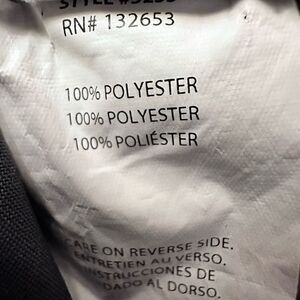 RN# 132653
100% POLYESTER
100% POLYESTER
100% POLIÉSTER
CARE ON REVERSE SIDE.
ENTRETIEN AU VERSO.
INSTRUCCIONES DE
AL DORSO.